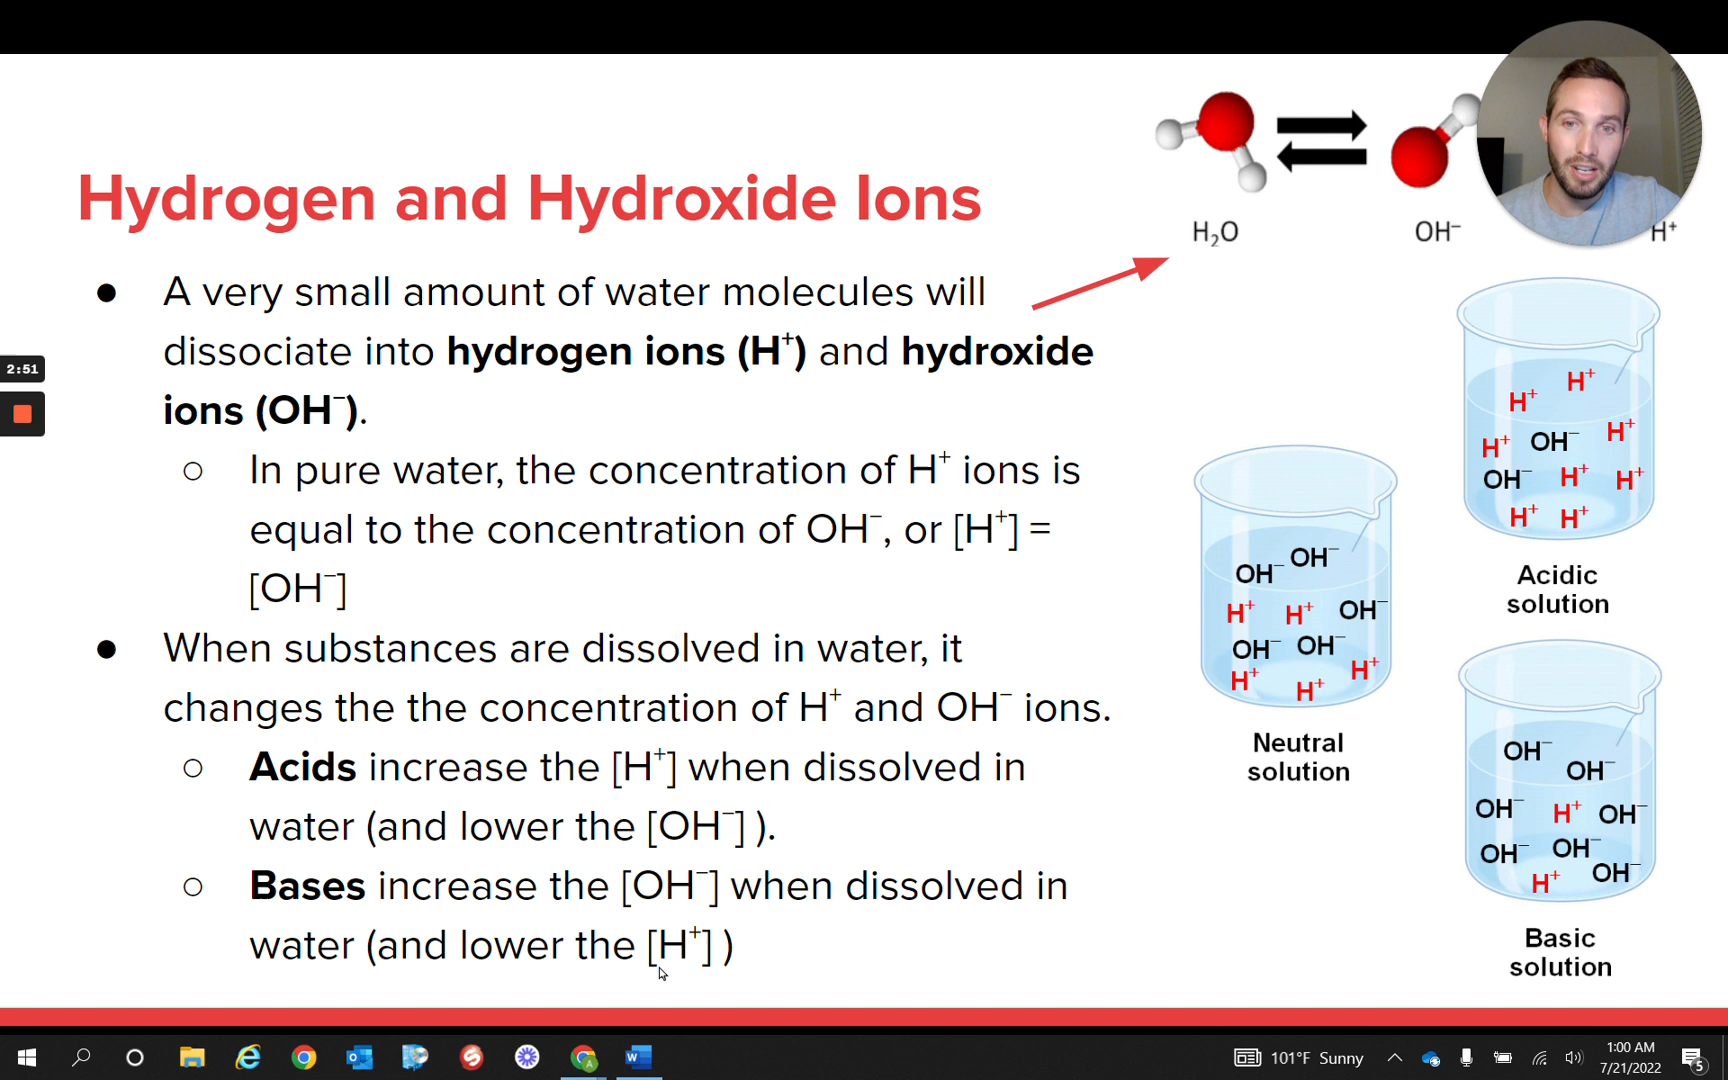 Hydrogen and Hydroxide Ions
● A very small amount of water molecules will
dissociate into hydrogen ions (H⁺) and hydroxide
ions (OH⁻).
○ In pure water, the concentration of H⁺ ions is
equal to the concentration of OH⁻, or [H⁺] =
[OH⁻]
● When substances are dissolved in water, it
changes the the concentration of H⁺ and OH⁻ ions.
○ Acids increase the [H⁺] when dissolved in
water (and lower the [OH⁻] ).
○ Bases increase the [OH⁻] when dissolved in
water (and lower the [H⁺] )
H₂O OH⁻ H⁺
H⁺
H⁺
H⁺ OH⁻ H⁺
OH⁻ H⁺ H⁺
H⁺ H⁺
Acidic
solution
OH⁻ OH⁻
H⁺ H⁺ OH⁻
OH⁻ OH⁻
H⁺ H⁺ H⁺
Neutral
solution
OH⁻
OH⁻
OH⁻ H⁺ OH⁻
OH⁻ OH⁻
H⁺ OH⁻
Basic
solution
2:51
101°F Sunny
1:00 AM
7/21/2022
5